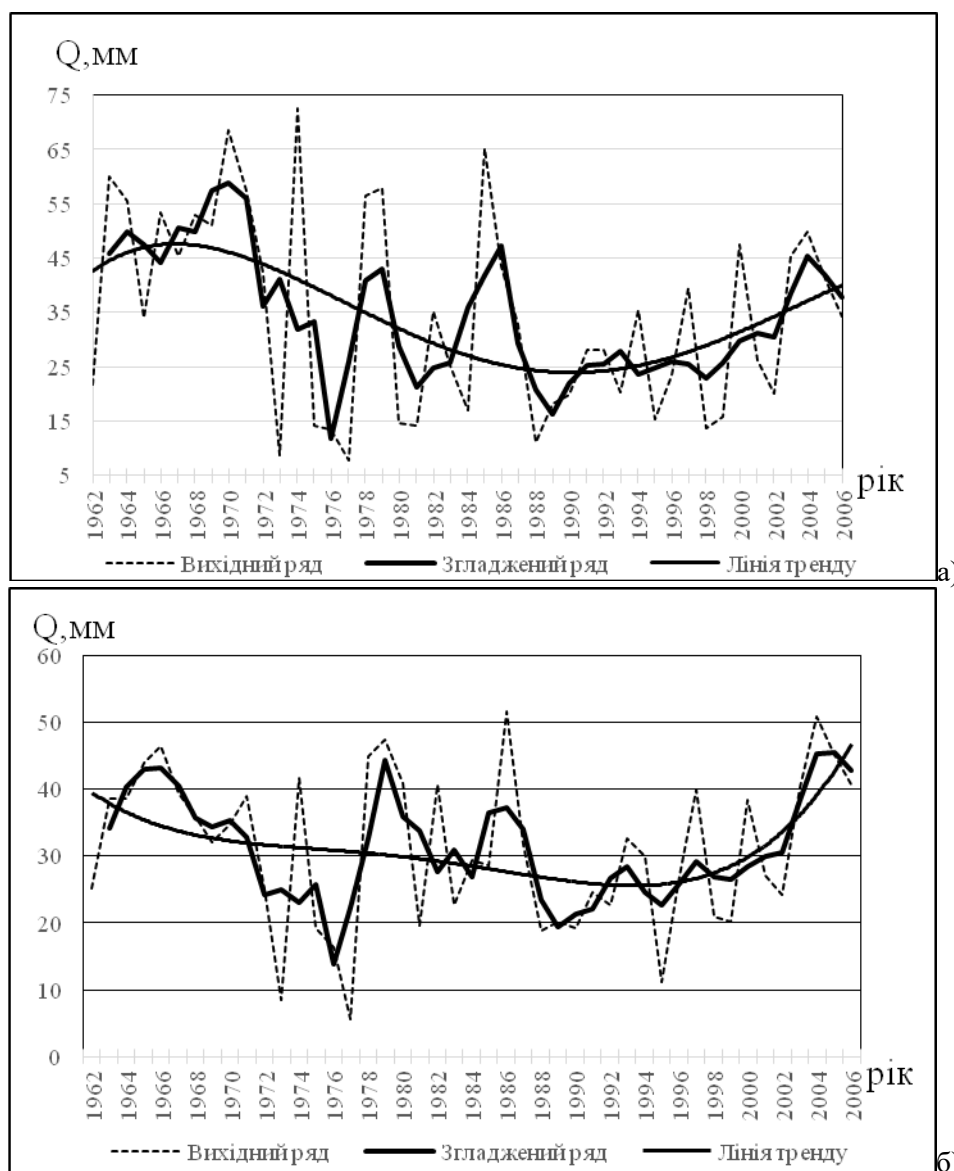 Q,мм
75
65
55
45
35
25
15
5
1962 1964 1966 1968 1970 1972 1974 1976 1978 1980 1982 1984 1986 1988 1990 1992 1994 1996 1998 2000 2002 2004 2006 рік
Вихідний ряд Згладжений ряд Лінія тренду
а)
Q,мм
60
50
40
30
20
10
0
1962 1964 1966 1968 1970 1972 1974 1976 1978 1980 1982 1984 1986 1988 1990 1992 1994 1996 1998 2000 2002 2004 2006 рік
Вихідний ряд Згладжений ряд Лінія тренду
б)